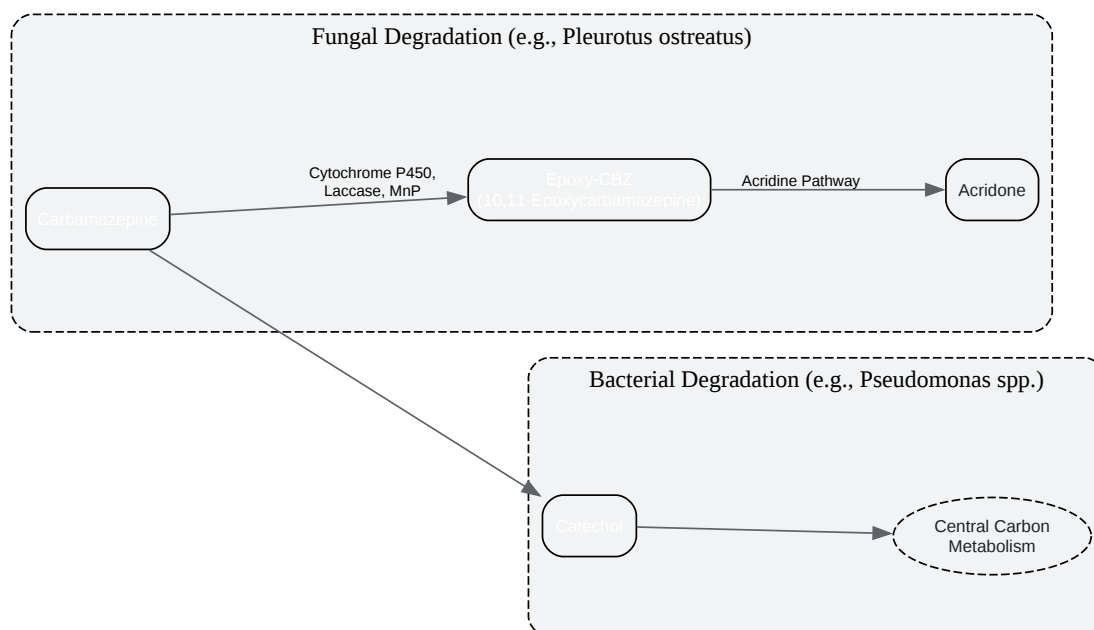 Fungal Degradation (e.g., Pleurotus ostreatus)
Cytochrome P450,
Laccase, MnP
Carbamazepine
Epoxy-CBZ
(10,11-Epoxycarbamazepine)
Acridine Pathway
Acridone
Bacterial Degradation (e.g., Pseudomonas spp.)
Catechol
Central Carbon
Metabolism